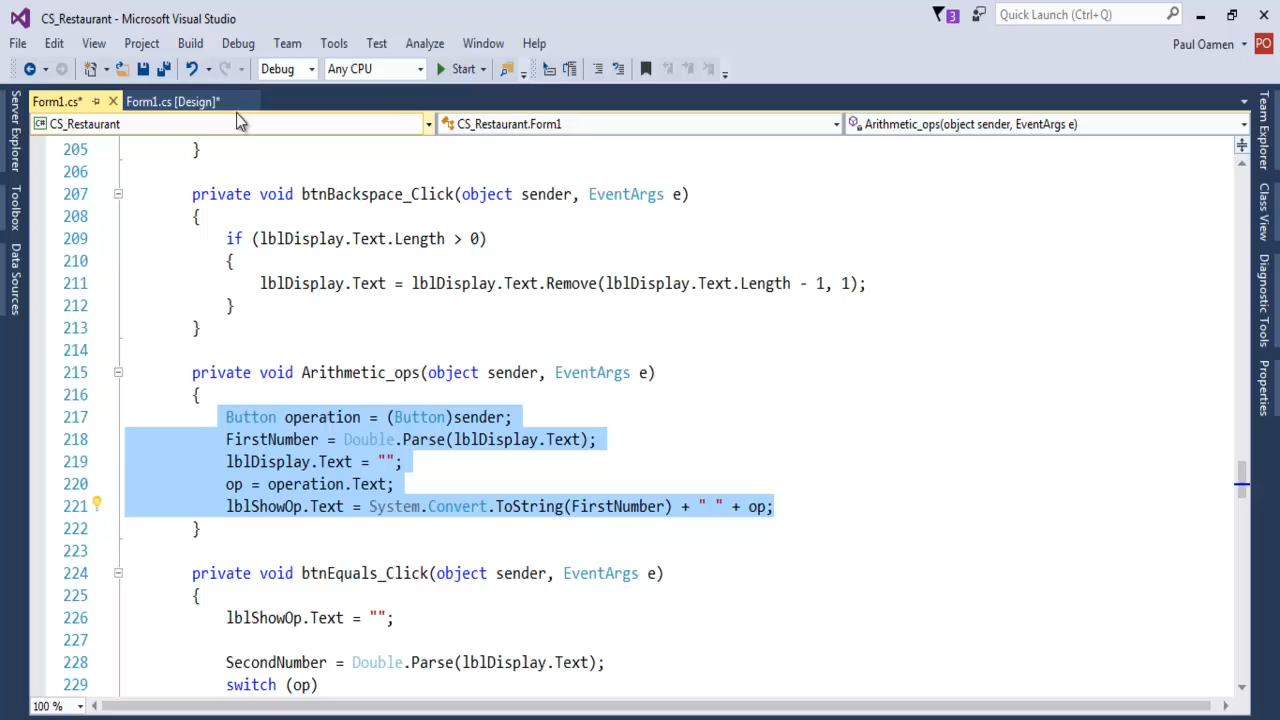 CS_Restaurant - Microsoft Visual Studio
3
Quick Launch (Ctrl+Q)
File Edit View Project Build Debug Team Tools Test Analyze Window Help
Paul Oamen PO
Debug Any CPU Start
Form1.cs* Form1.cs [Design]*
C# CS_Restaurant CS_Restaurant.Form1 Arithmetic_ops(object sender, EventArgs e)
Server Explorer
Toolbox
Data Sources
205 }
206
207 private void btnBackspace_Click(object sender, EventArgs e)
208 {
209 if (lblDisplay.Text.Length > 0)
210 {
211 lblDisplay.Text = lblDisplay.Text.Remove(lblDisplay.Text.Length - 1, 1);
212 }
213 }
214
215 private void Arithmetic_ops(object sender, EventArgs e)
216 {
217 Button operation = (Button)sender;
218 FirstNumber = Double.Parse(lblDisplay.Text);
219 lblDisplay.Text = "";
220 op = operation.Text;
221 lblShowOp.Text = System.Convert.ToString(FirstNumber) + " " + op;
222 }
223
224 private void btnEquals_Click(object sender, EventArgs e)
225 {
226 lblShowOp.Text = "";
227
228 SecondNumber = Double.Parse(lblDisplay.Text);
229 switch (op)
100 %
Team Explorer
Class View
Diagnostic Tools
Properties